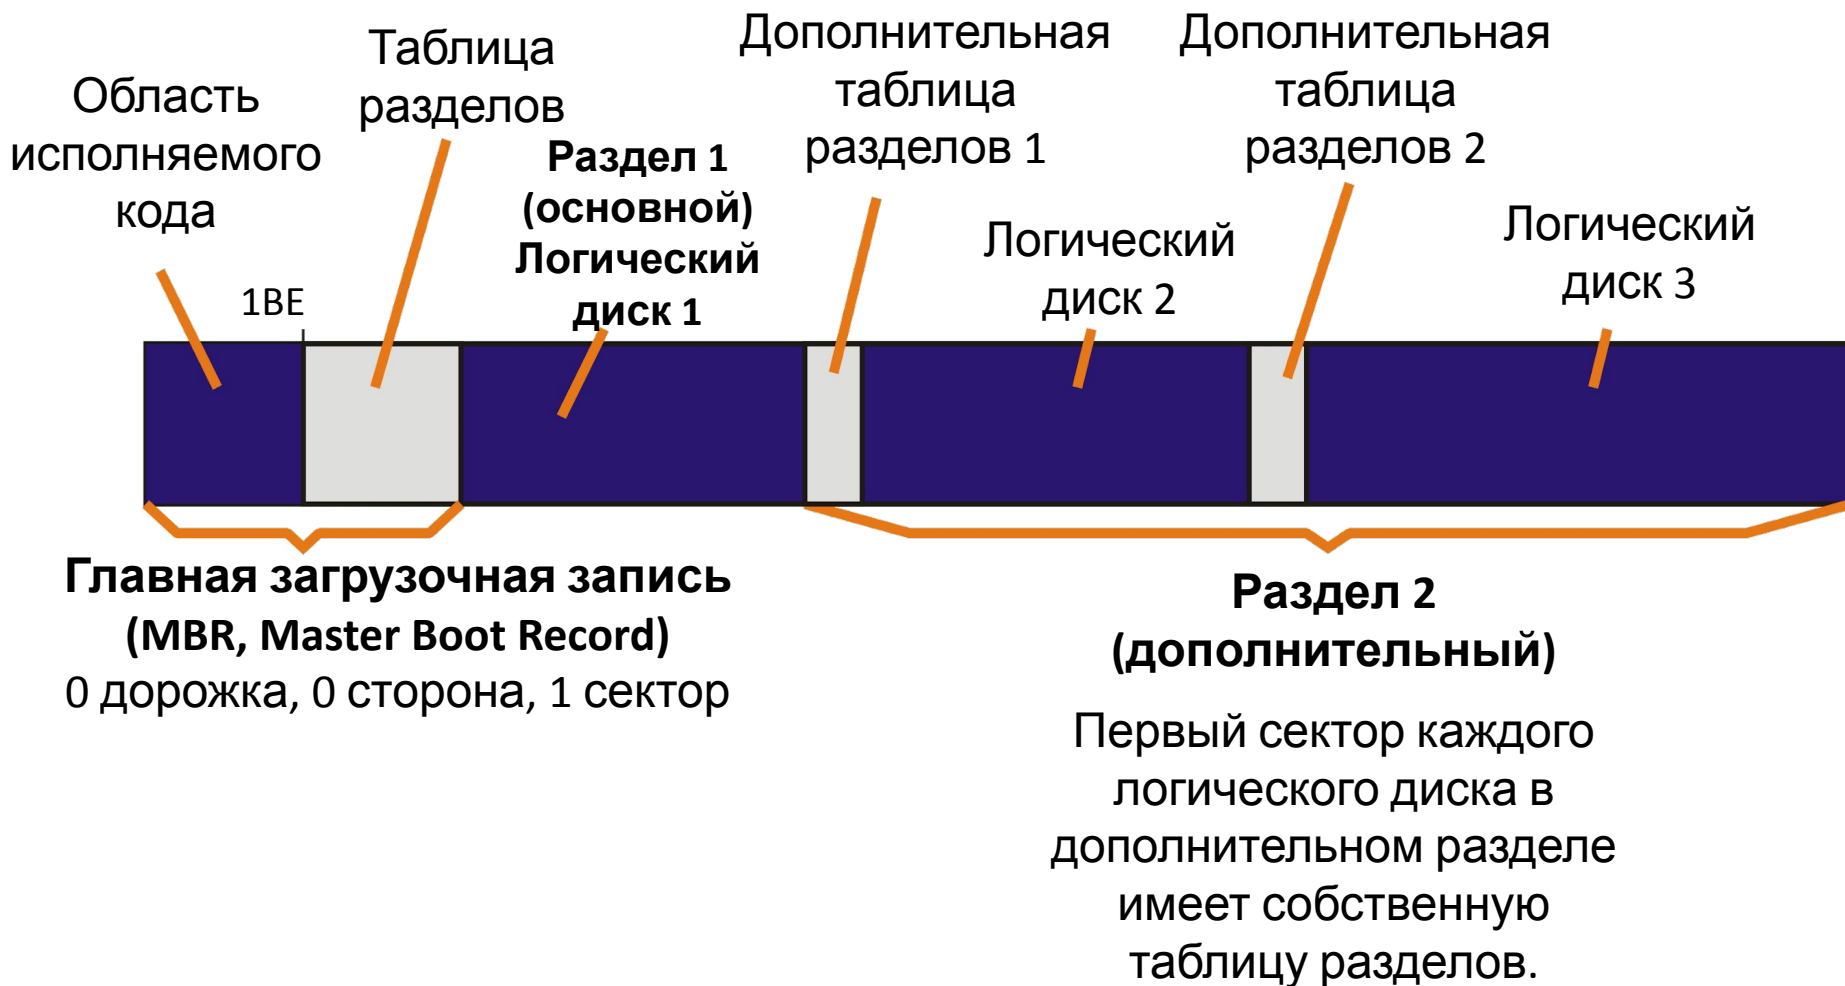 Область
исполняемого
кода
Таблица
разделов
Раздел 1
(основной)
Логический
диск 1
Дополнительная
таблица
разделов 1
Логический
диск 2
Дополнительная
таблица
разделов 2
Логический
диск 3
1BE
Главная загрузочная запись
(MBR, Master Boot Record)
0 дорожка, 0 сторона, 1 сектор
Раздел 2
(дополнительный)
Первый сектор каждого
логического диска в
дополнительном разделе
имеет собственную
таблицу разделов.